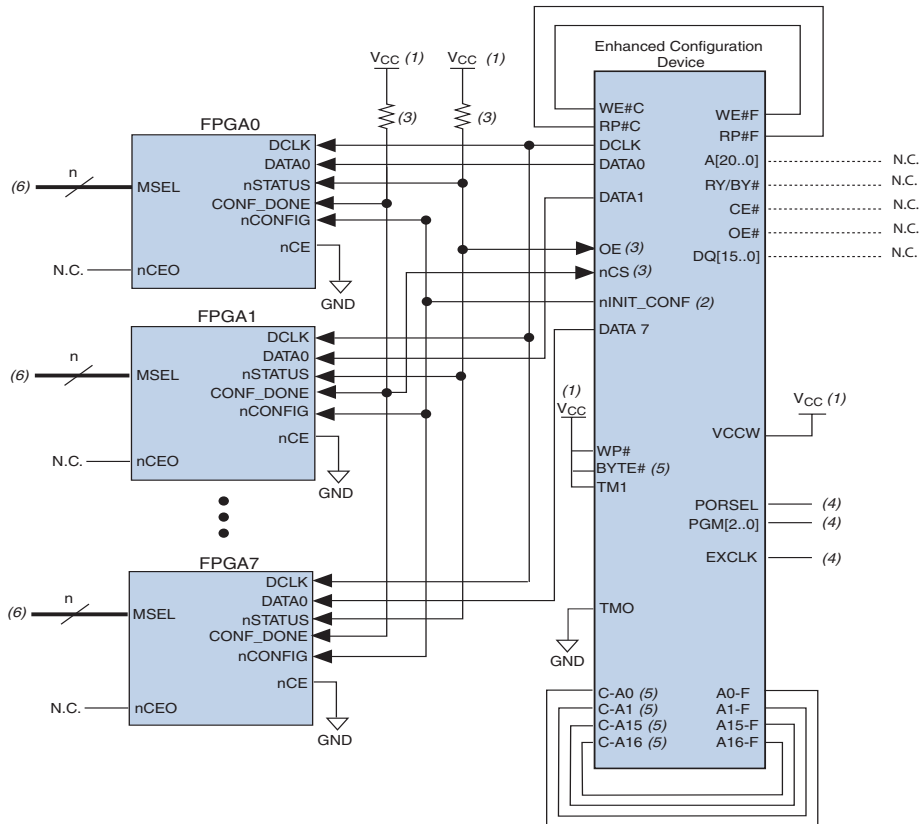 Enhanced Configuration
Device
VCC (1)
VCC (1)
(3)
(3)
FPGA0
(6)
n
MSEL
N.C.
nCEO
DCLK
DATA0
nSTATUS
CONF_DONE
nCONFIG
nCE
GND
FPGA1
(6)
n
MSEL
N.C.
nCEO
DCLK
DATA0
nSTATUS
CONF_DONE
nCONFIG
nCE
GND
FPGA7
(6)
n
MSEL
N.C.
nCEO
DCLK
DATA0
nSTATUS
CONF_DONE
nCONFIG
nCE
GND
WE#C
RP#C
DCLK
DATA0
DATA1
OE (3)
nCS (3)
nINIT_CONF (2)
DATA 7
(1)
VCC
WP#
BYTE# (5)
TM1
TMO
GND
C-A0 (5)
C-A1 (5)
C-A15 (5)
C-A16 (5)
WE#F
RP#F
A[20..0] N.C.
RY/BY# N.C.
CE# N.C.
OE# N.C.
DQ[15..0] N.C.
VCC (1)
VCCW
PORSEL (4)
PGM[2..0] (4)
EXCLK (4)
A0-F
A1-F
A15-F
A16-F